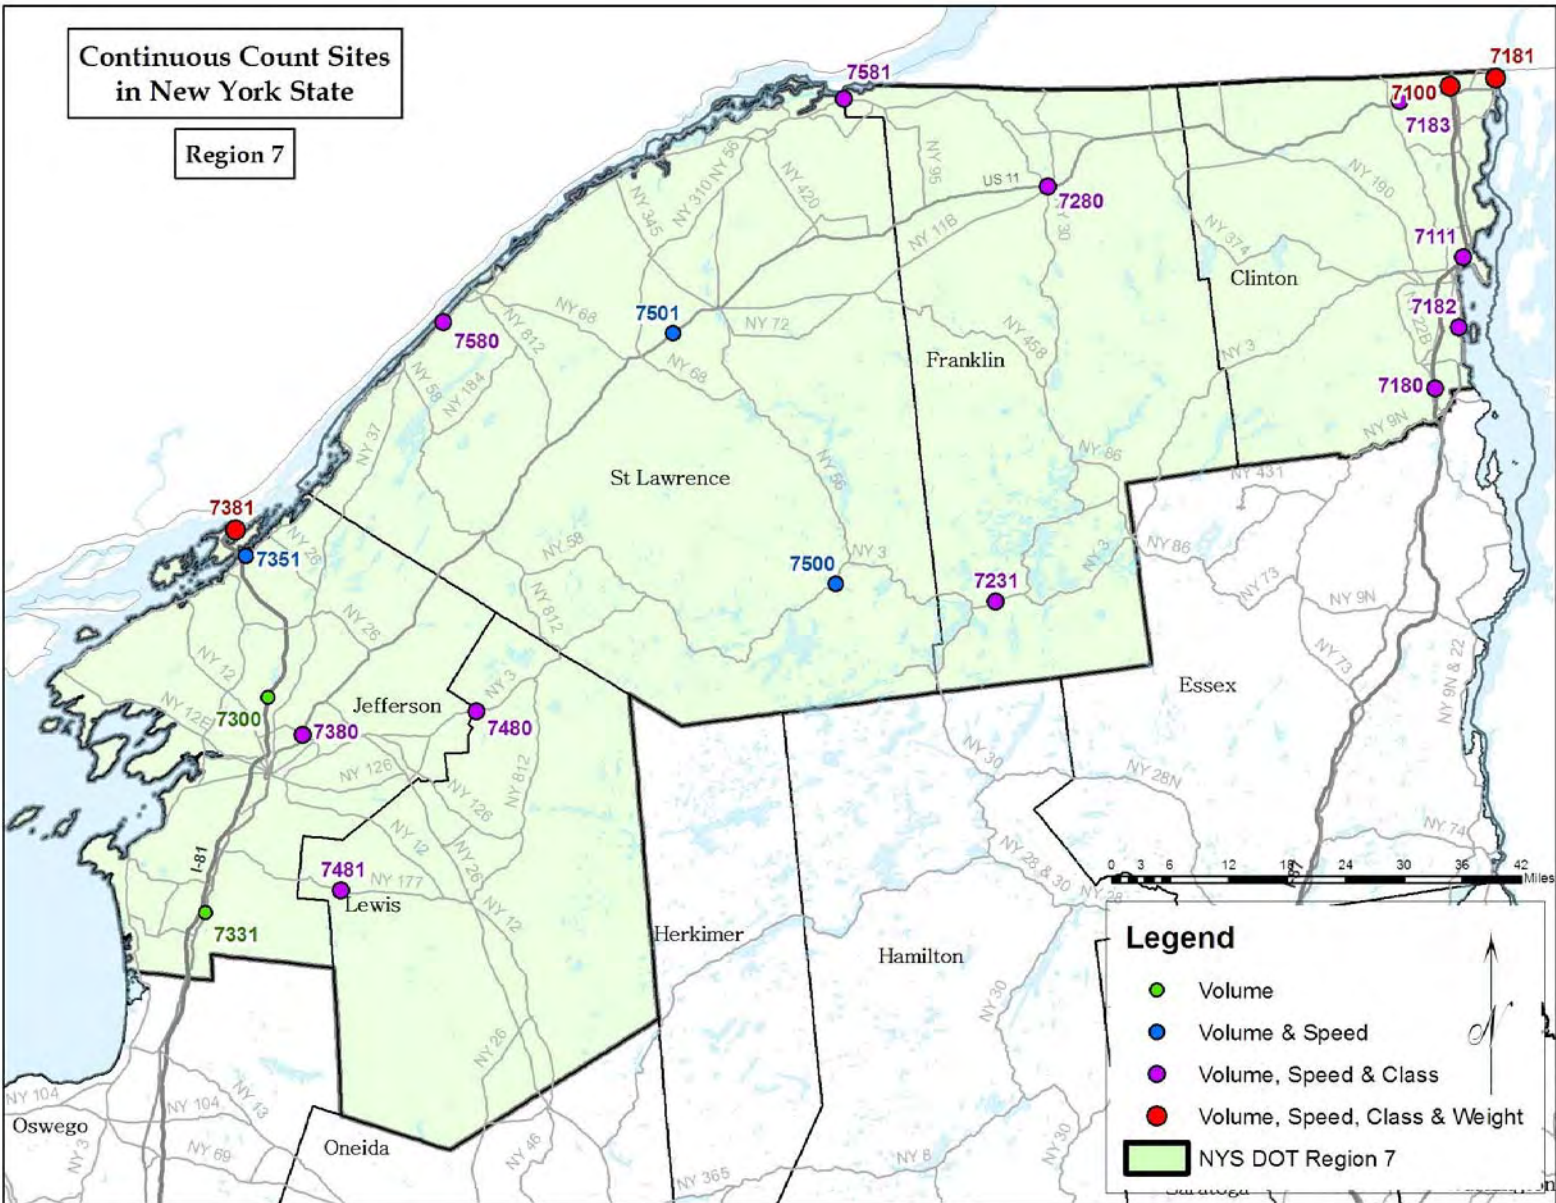 Continuous Count Sites
in New York State
Region 7
7581
7181
7100
7183
NY 56
NY 310
NY 345
NY 420
NY 95
US 11
7280
NY 30
NY 11B
NY 190
NY 374
7111
Clinton
7182
22B
7180
7580
NY 68
NY 812
7501
NY 72
NY 68
NY 458
Franklin
NY 3
NY 58
NY 184
NY 37
NY 9N
NY 86
NY 431
St Lawrence
NY 56
7381
7351
NY 26
NY 58
7500
NY 3
7231
NY 3
NY 86
NY 73
NY 9N
NY 812
NY 26
NY 12
NY 73
NY 9N & 22
Essex
NY 3
Jefferson
7300
NY 12E
7380
7480
NY 126
NY 812
NY 126
NY 30
NY 28N
NY 12
NY 26
NY 74
I-81
7481
NY 177
Lewis
NY 12
NY 28 & 30
NY 28
0 3 6 12 18 24 30 36 42
Miles
7331
Herkimer
Hamilton
NY 30
Legend
N
Volume
Volume & Speed
Volume, Speed & Class
Volume, Speed, Class & Weight
NYS DOT Region 7
NY 26
NY 104
NY 104
NY 13
Oswego
NY 3
NY 69
Oneida
NY 46
NY 365
NY 8
NY 30
Saratoga